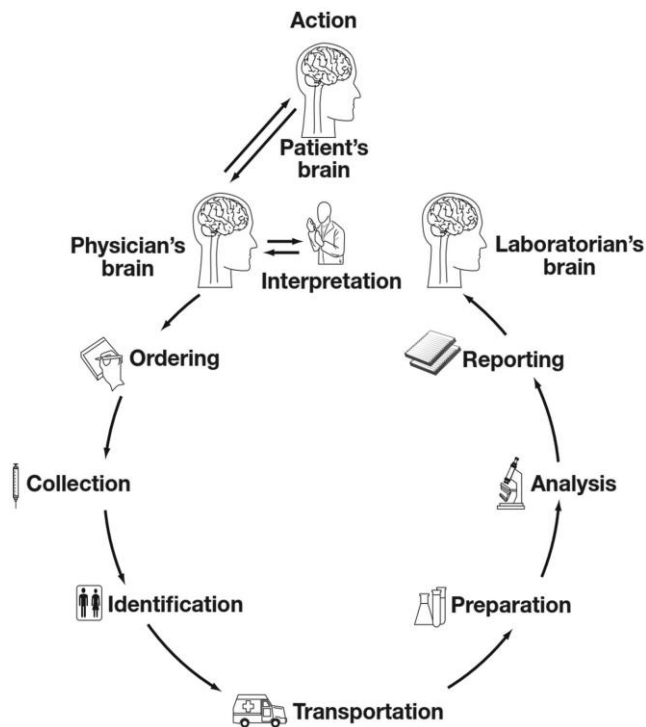 Action
Patient's
brain
Physician's
brain
Interpretation
Laboratorian's
brain
Ordering
Reporting
Collection
Analysis
Identification
Preparation
Transportation